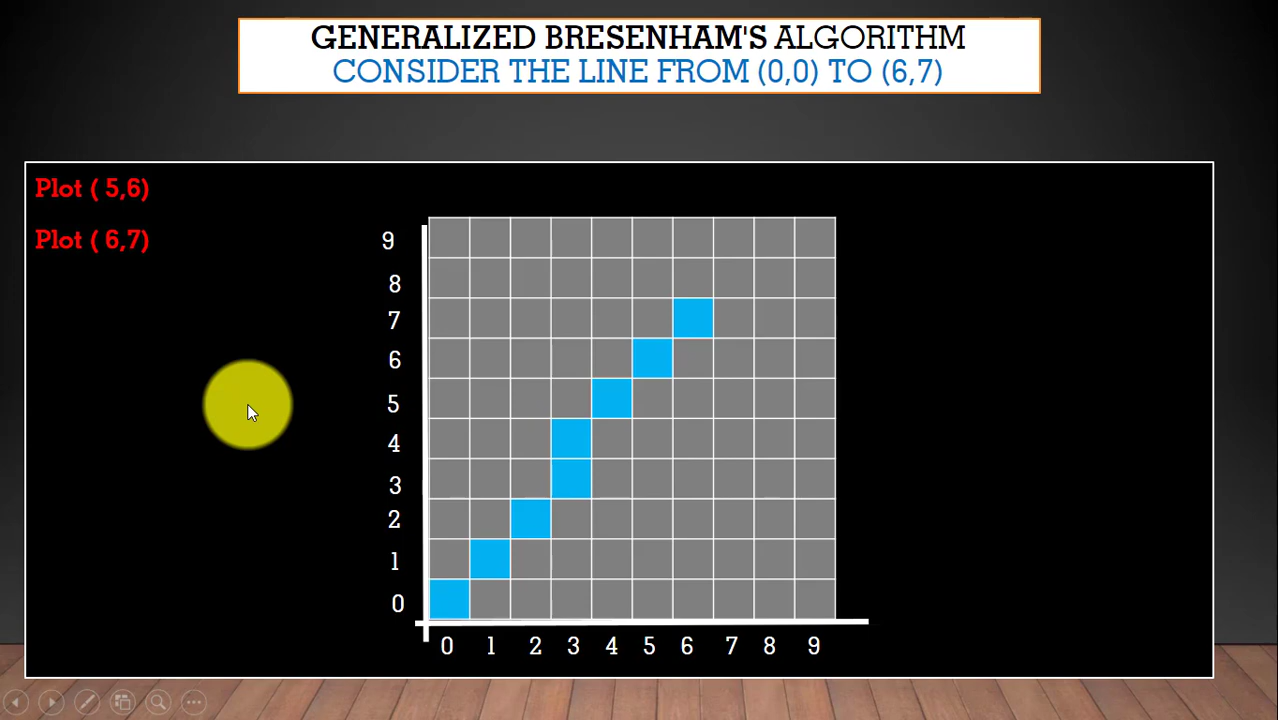 GENERALIZED BRESENHAM'S ALGORITHM
CONSIDER THE LINE FROM (0,0) TO (6,7)
Plot ( 5,6)
Plot ( 6,7)
9
8
7
6
5
4
3
2
1
0
0 1 2 3 4 5 6 7 8 9